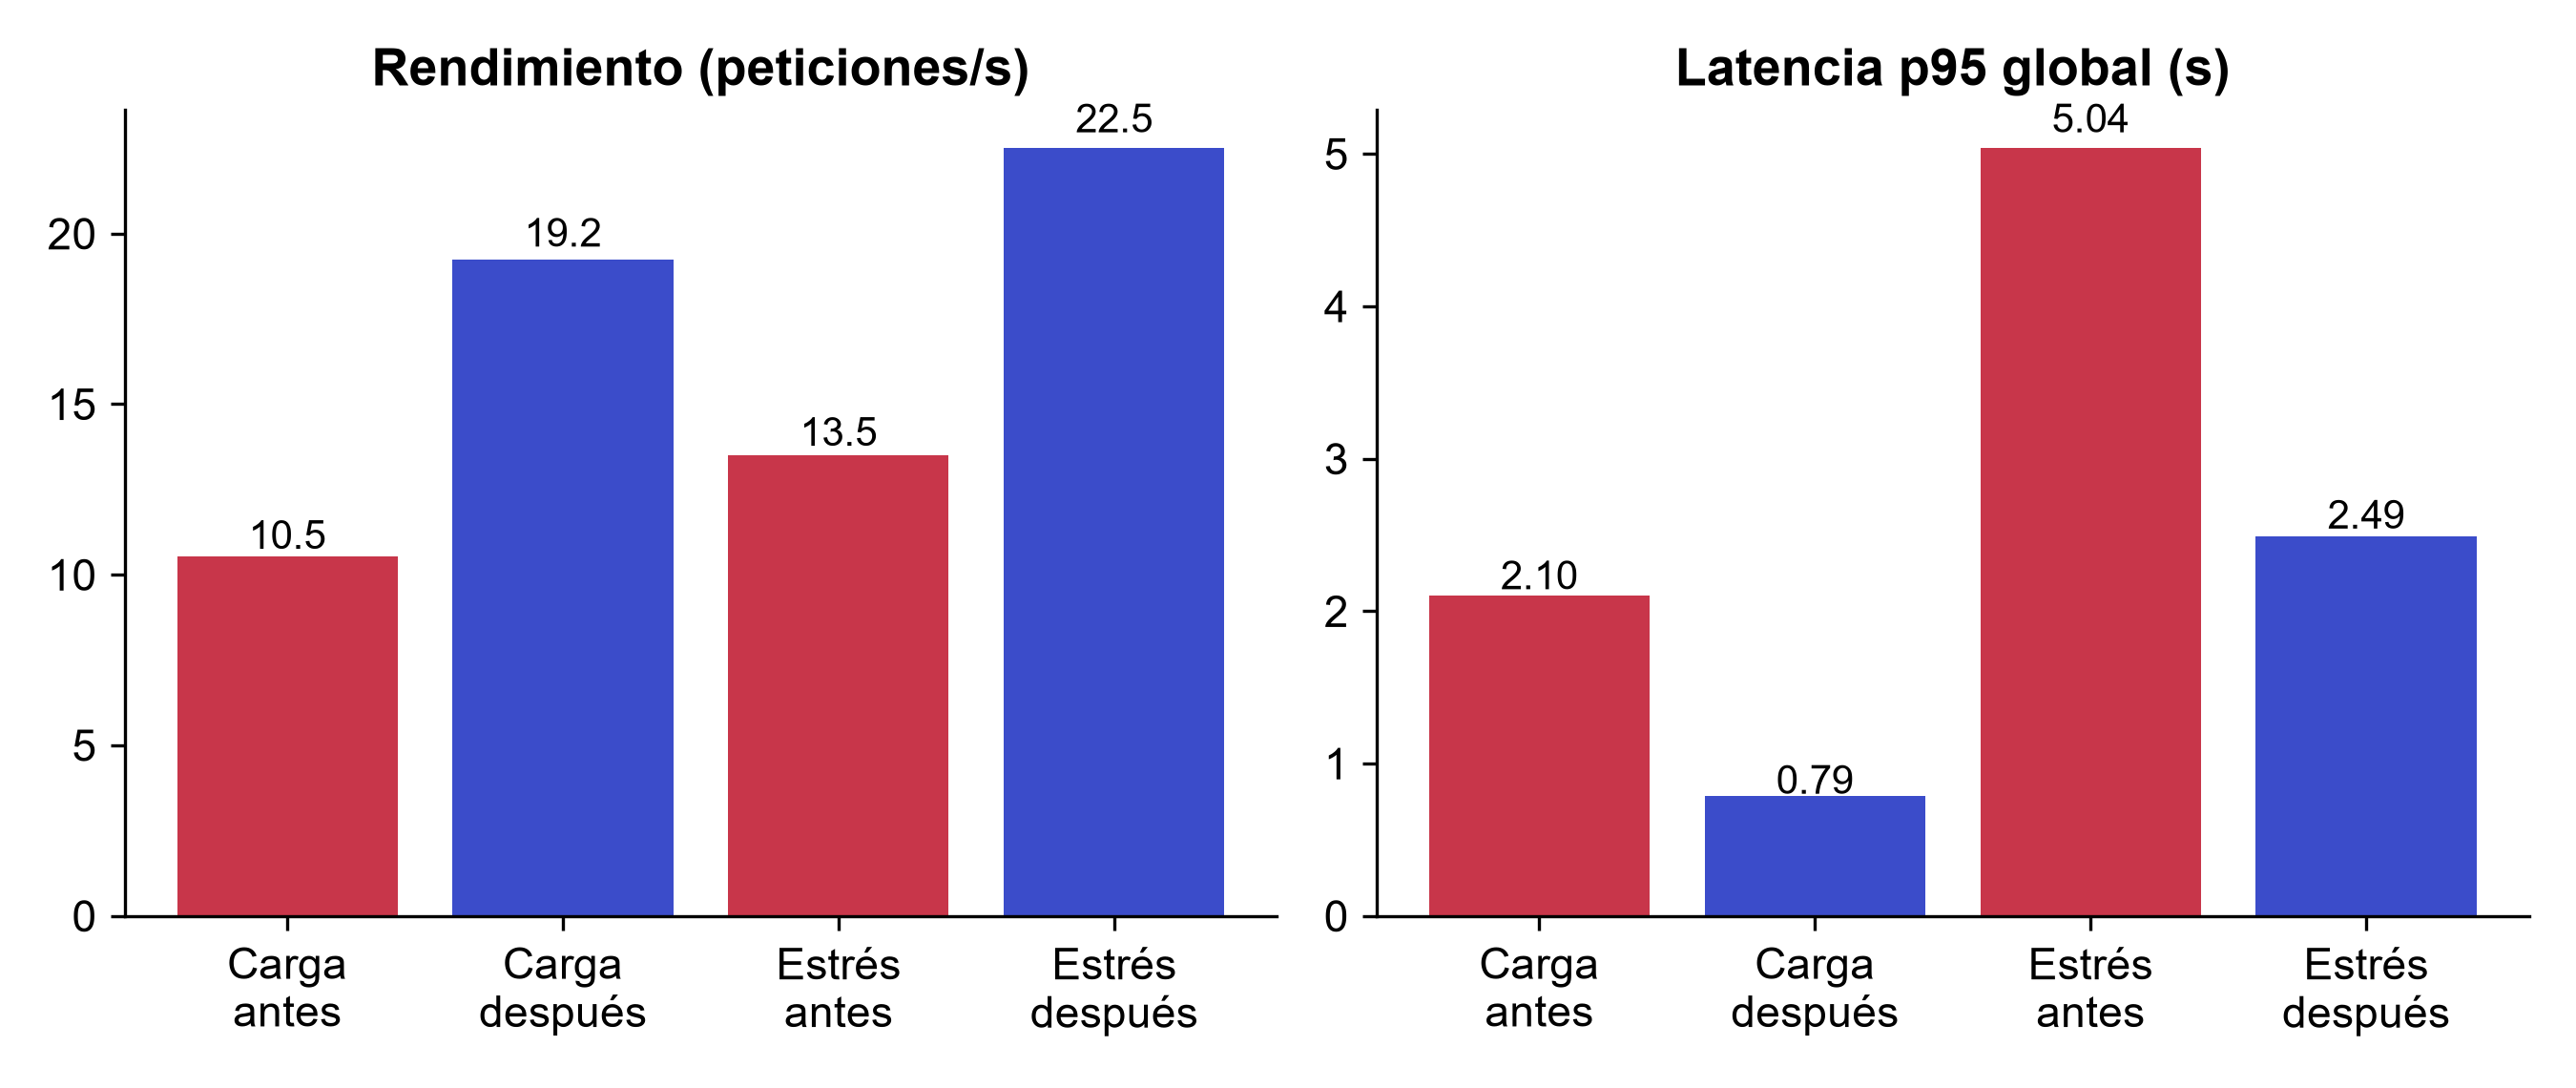 Rendimiento (peticiones/s)
20
15
10
5
0
10.5
19.2
13.5
22.5
Carga
antes
Carga
después
Estrés
antes
Estrés
después
Latencia p95 global (s)
5
4
3
2
1
0
2.10
0.79
5.04
2.49
Carga
antes
Carga
después
Estrés
antes
Estrés
después